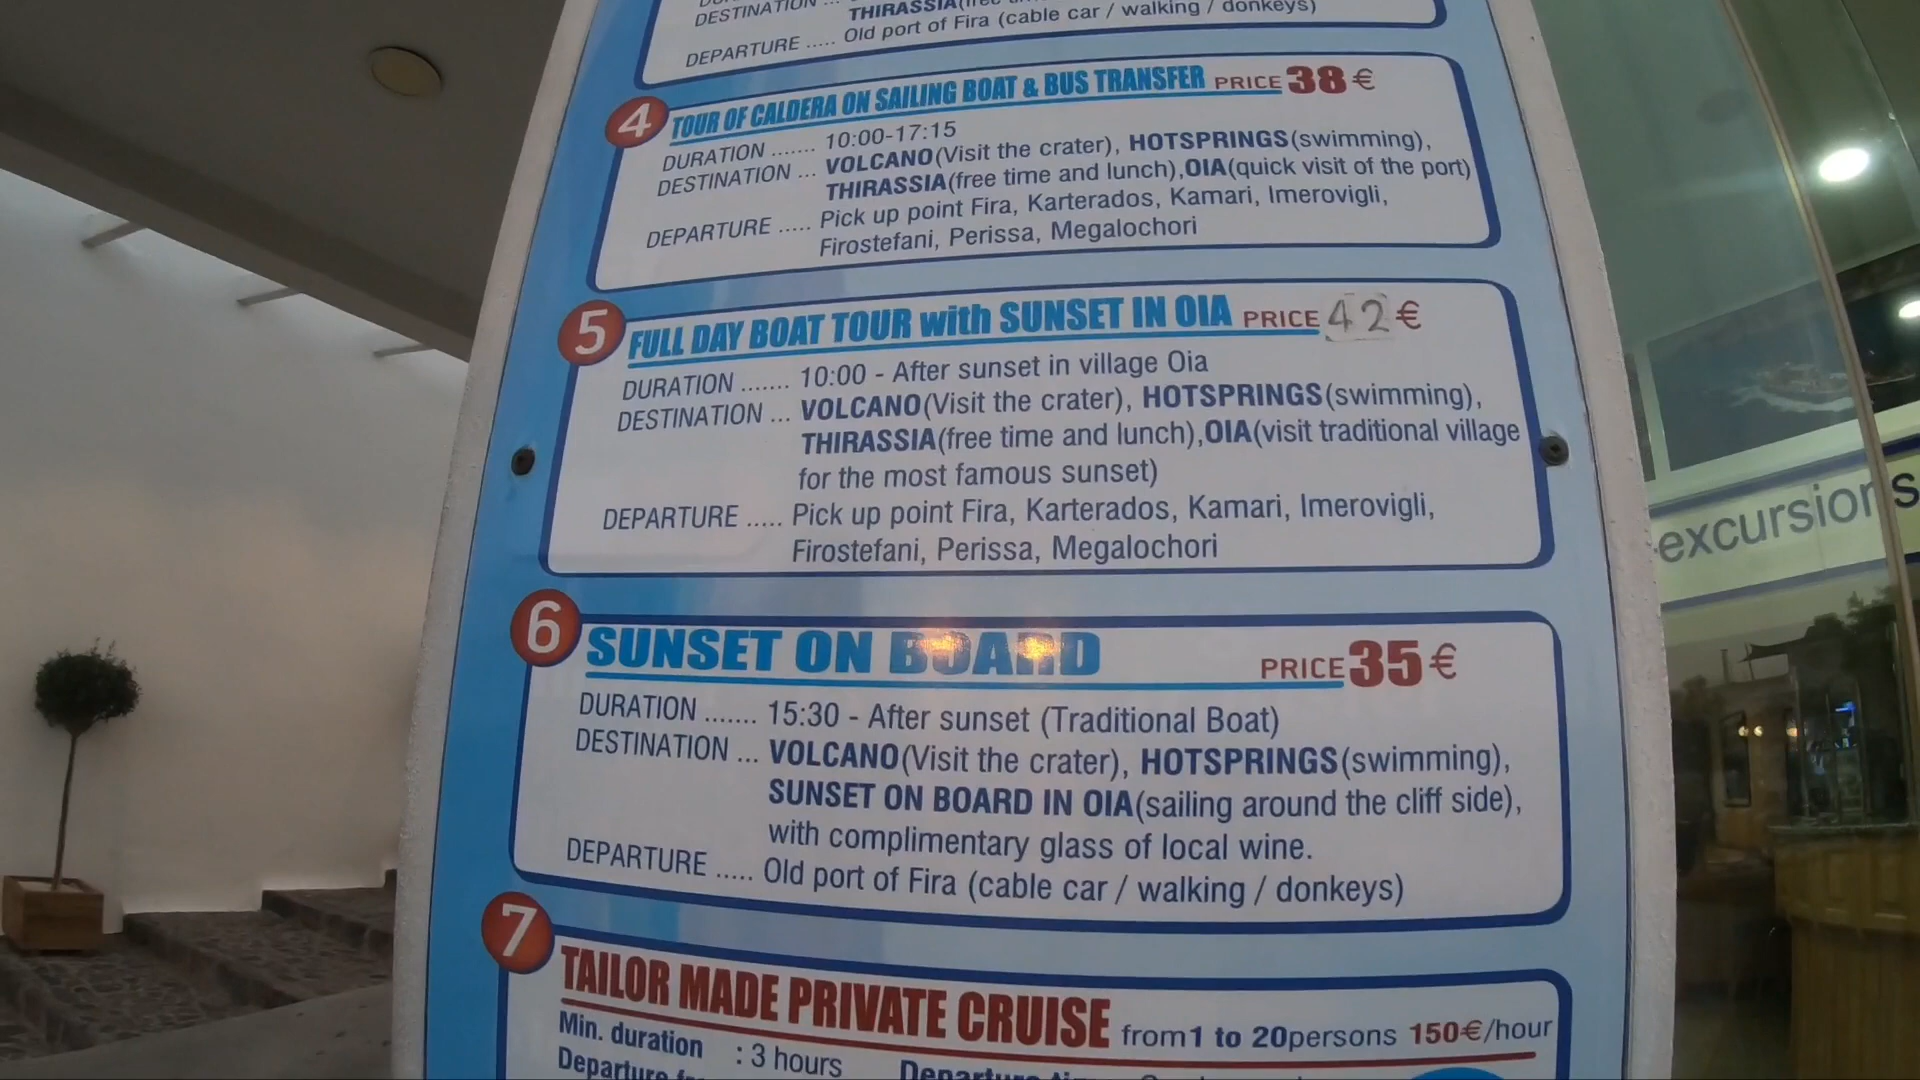 DESTINATION ... THIRASSIA(
DEPARTURE ..... Old port of Fira (cable car / walking / donkeys)
4 TOUR OF CALDERA ON SAILING BOAT & BUS TRANSFER PRICE 38€
DURATION ....... 10:00-17:15
DESTINATION ... VOLCANO(Visit the crater), HOTSPRINGS(swimming),
THIRASSIA(free time and lunch),OIA(quick visit of the port)
DEPARTURE ..... Pick up point Fira, Karterados, Kamari, Imerovigli,
Firostefani, Perissa, Megalochori
5 FULL DAY BOAT TOUR with SUNSET IN OIA PRICE 42€
DURATION ....... 10:00 - After sunset in village Oia
DESTINATION ... VOLCANO(Visit the crater), HOTSPRINGS(swimming),
THIRASSIA(free time and lunch),OIA(visit traditional village
for the most famous sunset)
DEPARTURE ..... Pick up point Fira, Karterados, Kamari, Imerovigli,
Firostefani, Perissa, Megalochori
6 SUNSET ON BOARD PRICE 35€
DURATION ....... 15:30 - After sunset (Traditional Boat)
DESTINATION ... VOLCANO(Visit the crater), HOTSPRINGS(swimming),
SUNSET ON BOARD IN OIA(sailing around the cliff side),
with complimentary glass of local wine.
DEPARTURE ..... Old port of Fira (cable car / walking / donkeys)
7 TAILOR MADE PRIVATE CRUISE from 1 to 20persons 150€/hour
Min. duration : 3 hours
Departure
excursions